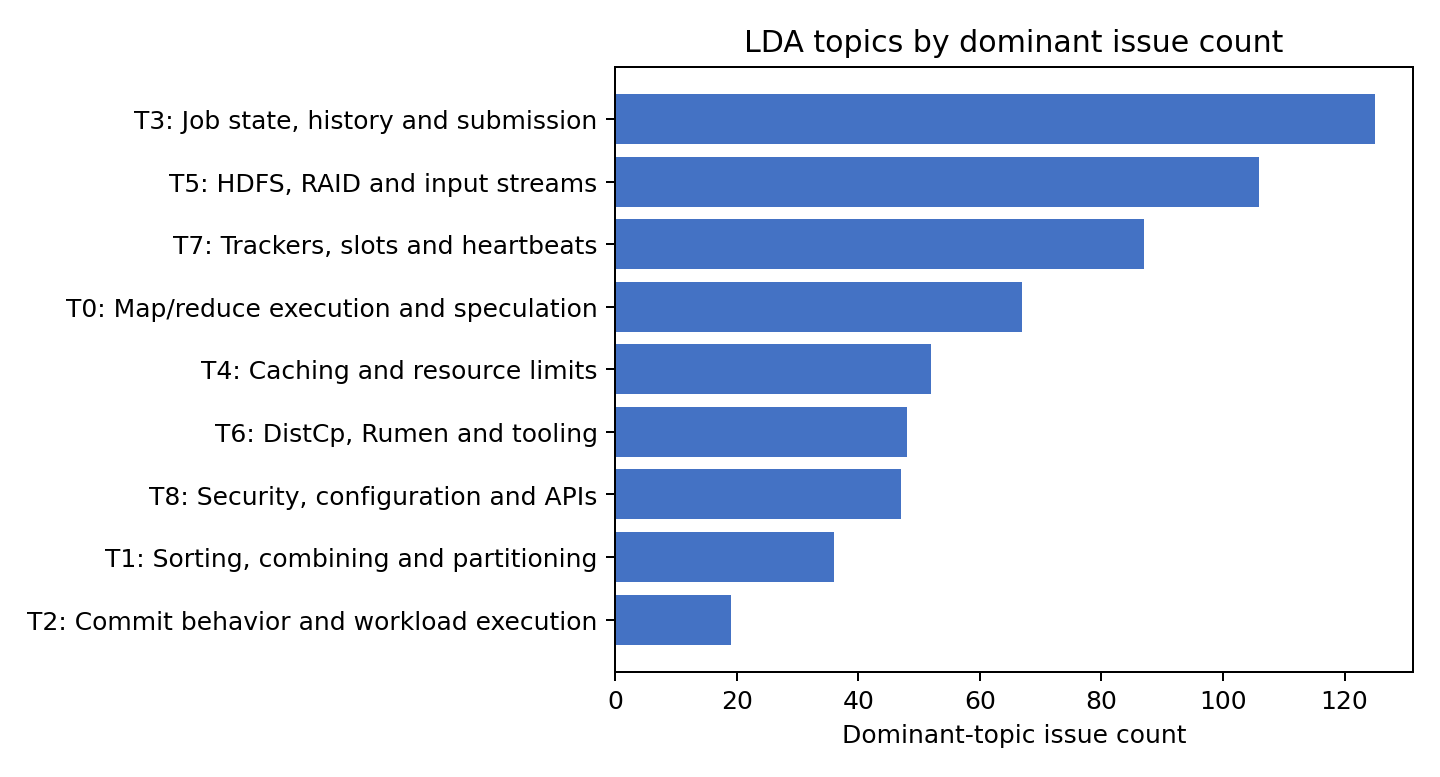 LDA topics by dominant issue count
T3: Job state, history and submission
T5: HDFS, RAID and input streams
T7: Trackers, slots and heartbeats
T0: Map/reduce execution and speculation
T4: Caching and resource limits
T6: DistCp, Rumen and tooling
T8: Security, configuration and APIs
T1: Sorting, combining and partitioning
T2: Commit behavior and workload execution
0 20 40 60 80 100 120
Dominant-topic issue count